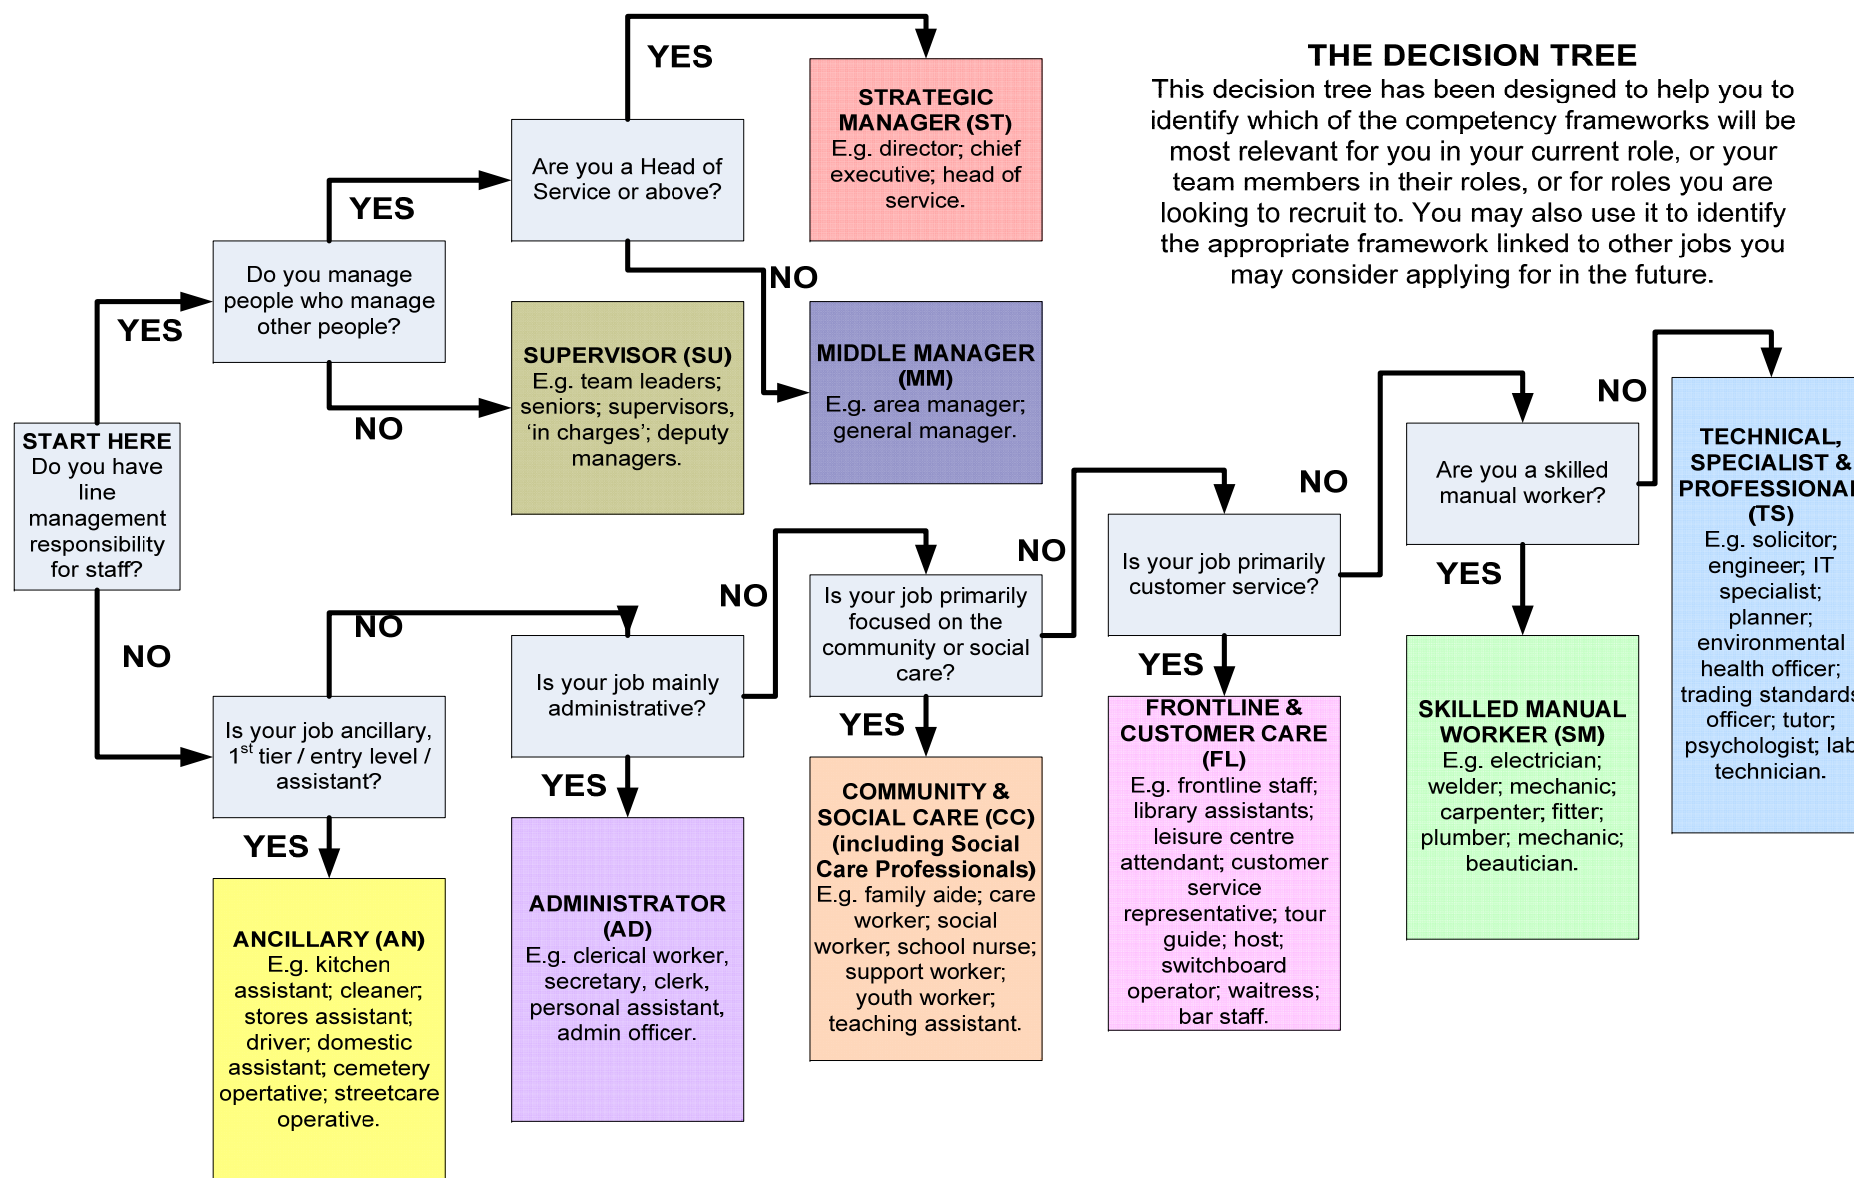 THE DECISION TREE
This decision tree has been designed to help you to
identify which of the competency frameworks will be
most relevant for you in your current role, or your
team members in their roles, or for roles you are
looking to recruit to. You may also use it to identify
the appropriate framework linked to other jobs you
may consider applying for in the future.
START HERE
Do you have
line
management
responsibility
for staff?
YES
Do you manage
people who manage
other people?
YES
Are you a Head of
Service or above?
YES
STRATEGIC
MANAGER (ST)
E.g. director; chief
executive; head of
service.
NO
MIDDLE MANAGER
(MM)
E.g. area manager;
general manager.
NO
SUPERVISOR (SU)
E.g. team leaders;
seniors; supervisors,
‘in charges’; deputy
managers.
NO
Is your job ancillary,
1st tier / entry level /
assistant?
YES
ANCILLARY (AN)
E.g. kitchen
assistant; cleaner;
stores assistant;
driver; domestic
assistant; cemetery
opertative; streetcare
operative.
NO
Is your job mainly
administrative?
YES
ADMINISTRATOR
(AD)
E.g. clerical worker,
secretary, clerk,
personal assistant,
admin officer.
NO
Is your job primarily
focused on the
community or social
care?
YES
COMMUNITY &
SOCIAL CARE (CC)
(including Social
Care Professionals)
E.g. family aide; care
worker; social
worker; school nurse;
support worker;
youth worker;
teaching assistant.
NO
Is your job primarily
customer service?
YES
FRONTLINE &
CUSTOMER CARE
(FL)
E.g. frontline staff;
library assistants;
leisure centre
attendant; customer
service
representative; tour
guide; host;
switchboard
operator; waitress;
bar staff.
NO
Are you a skilled
manual worker?
YES
SKILLED MANUAL
WORKER (SM)
E.g. electrician;
welder; mechanic;
carpenter; fitter;
plumber; mechanic;
beautician.
NO
TECHNICAL,
SPECIALIST &
PROFESSIONAL
(TS)
E.g. solicitor;
engineer; IT
specialist;
planner;
environmental
health officer;
trading standards
officer; tutor;
psychologist; lab
technician.